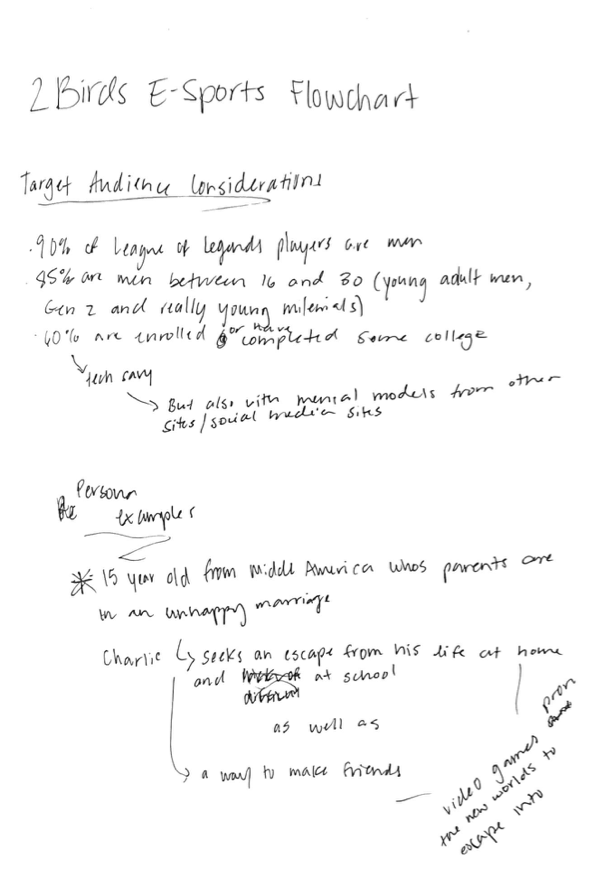 2 Birds E-Sports Flowchart
Target Audience Considerations
· 90% of League of Legends players are men
· 85% are men between 16 and 30 (young adult men,
Gen Z and really young milenials)
· 60% are enrolled or have completed some college
tech savy
But also with mental models from other
sites/social media sites
Persona
examples
* 15 year old from Middle America whos parents are
in an unhappy marriage
Charlie ↳ seeks an escape from his life at home
and at school
as well as
a way to make friends
video games
the new worlds to
escape into